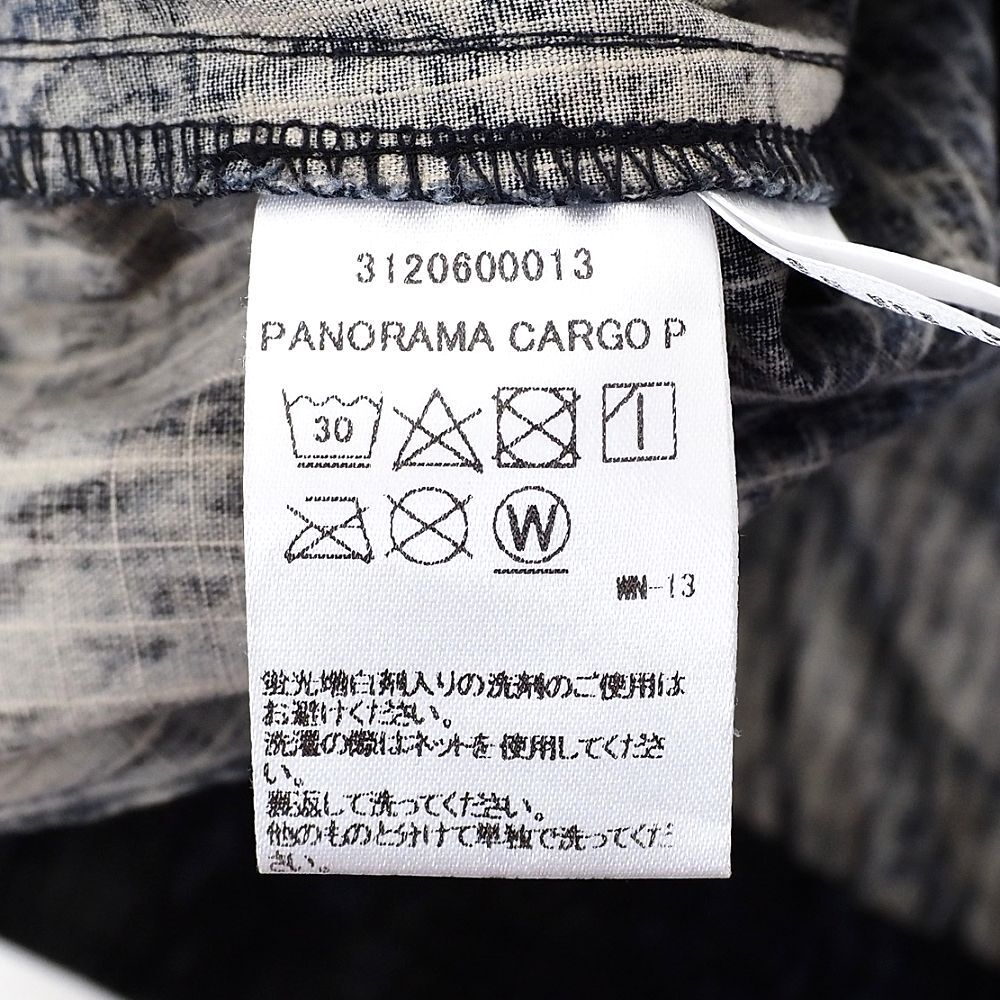 3120600013
PANORAMA CARGO P
30
W
WN-13
蛍光増白剤入りの洗剤のご使用は
お避けください。
洗濯の際はネットを使用してくださ
い。
裏返して洗ってください。
他のものと分けて単独で洗ってくだ
さい。